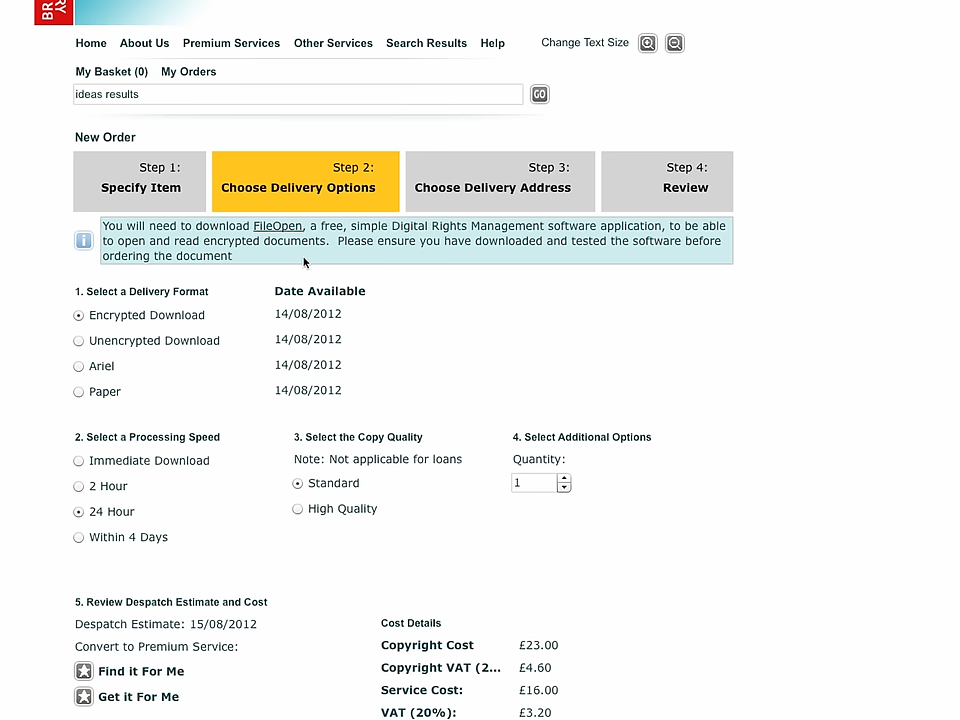 BR
RY
Home About Us Premium Services Other Services Search Results Help Change Text Size
My Basket (0) My Orders
ideas results GO
New Order
Step 1: Specify Item
Step 2: Choose Delivery Options
Step 3: Choose Delivery Address
Step 4: Review
You will need to download FileOpen, a free, simple Digital Rights Management software application, to be able
to open and read encrypted documents. Please ensure you have downloaded and tested the software before
ordering the document
1. Select a Delivery Format Date Available
Encrypted Download 14/08/2012
Unencrypted Download 14/08/2012
Ariel 14/08/2012
Paper 14/08/2012
2. Select a Processing Speed
Immediate Download
2 Hour
24 Hour
Within 4 Days
3. Select the Copy Quality
Note: Not applicable for loans
Standard
High Quality
4. Select Additional Options
Quantity:
1
5. Review Despatch Estimate and Cost
Despatch Estimate: 15/08/2012
Convert to Premium Service:
Find it For Me
Get it For Me
Cost Details
Copyright Cost £23.00
Copyright VAT (2... £4.60
Service Cost: £16.00
VAT (20%): £3.20